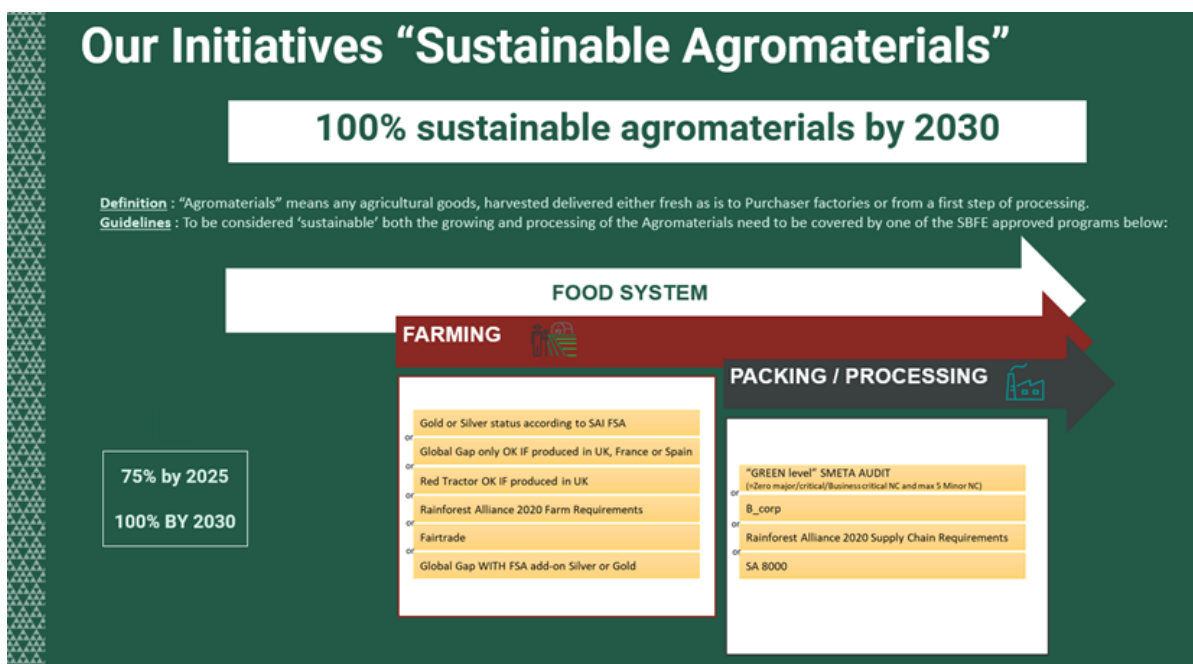 Our Initiatives “Sustainable Agromaterials”
100% sustainable agromaterials by 2030
Definition : “Agromaterials” means any agricultural goods, harvested delivered either fresh as is to Purchaser factories or from a first step of processing.
Guidelines : To be considered ‘sustainable’ both the growing and processing of the Agromaterials need to be covered by one of the SBFE approved programs below:
FOOD SYSTEM
FARMING
PACKING / PROCESSING
75% by 2025
100% BY 2030
Gold or Silver status according to SAI FSA
or
Global Gap only OK IF produced in UK, France or Spain
or
Red Tractor OK IF produced in UK
or
Rainforest Alliance 2020 Farm Requirements
or
Fairtrade
or
Global Gap WITH FSA add-on Silver or Gold
“GREEN level” SMETA AUDIT
(=Zero major/critical/Business critical NC and max 5 Minor NC)
or
B_corp
or
Rainforest Alliance 2020 Supply Chain Requirements
or
SA 8000